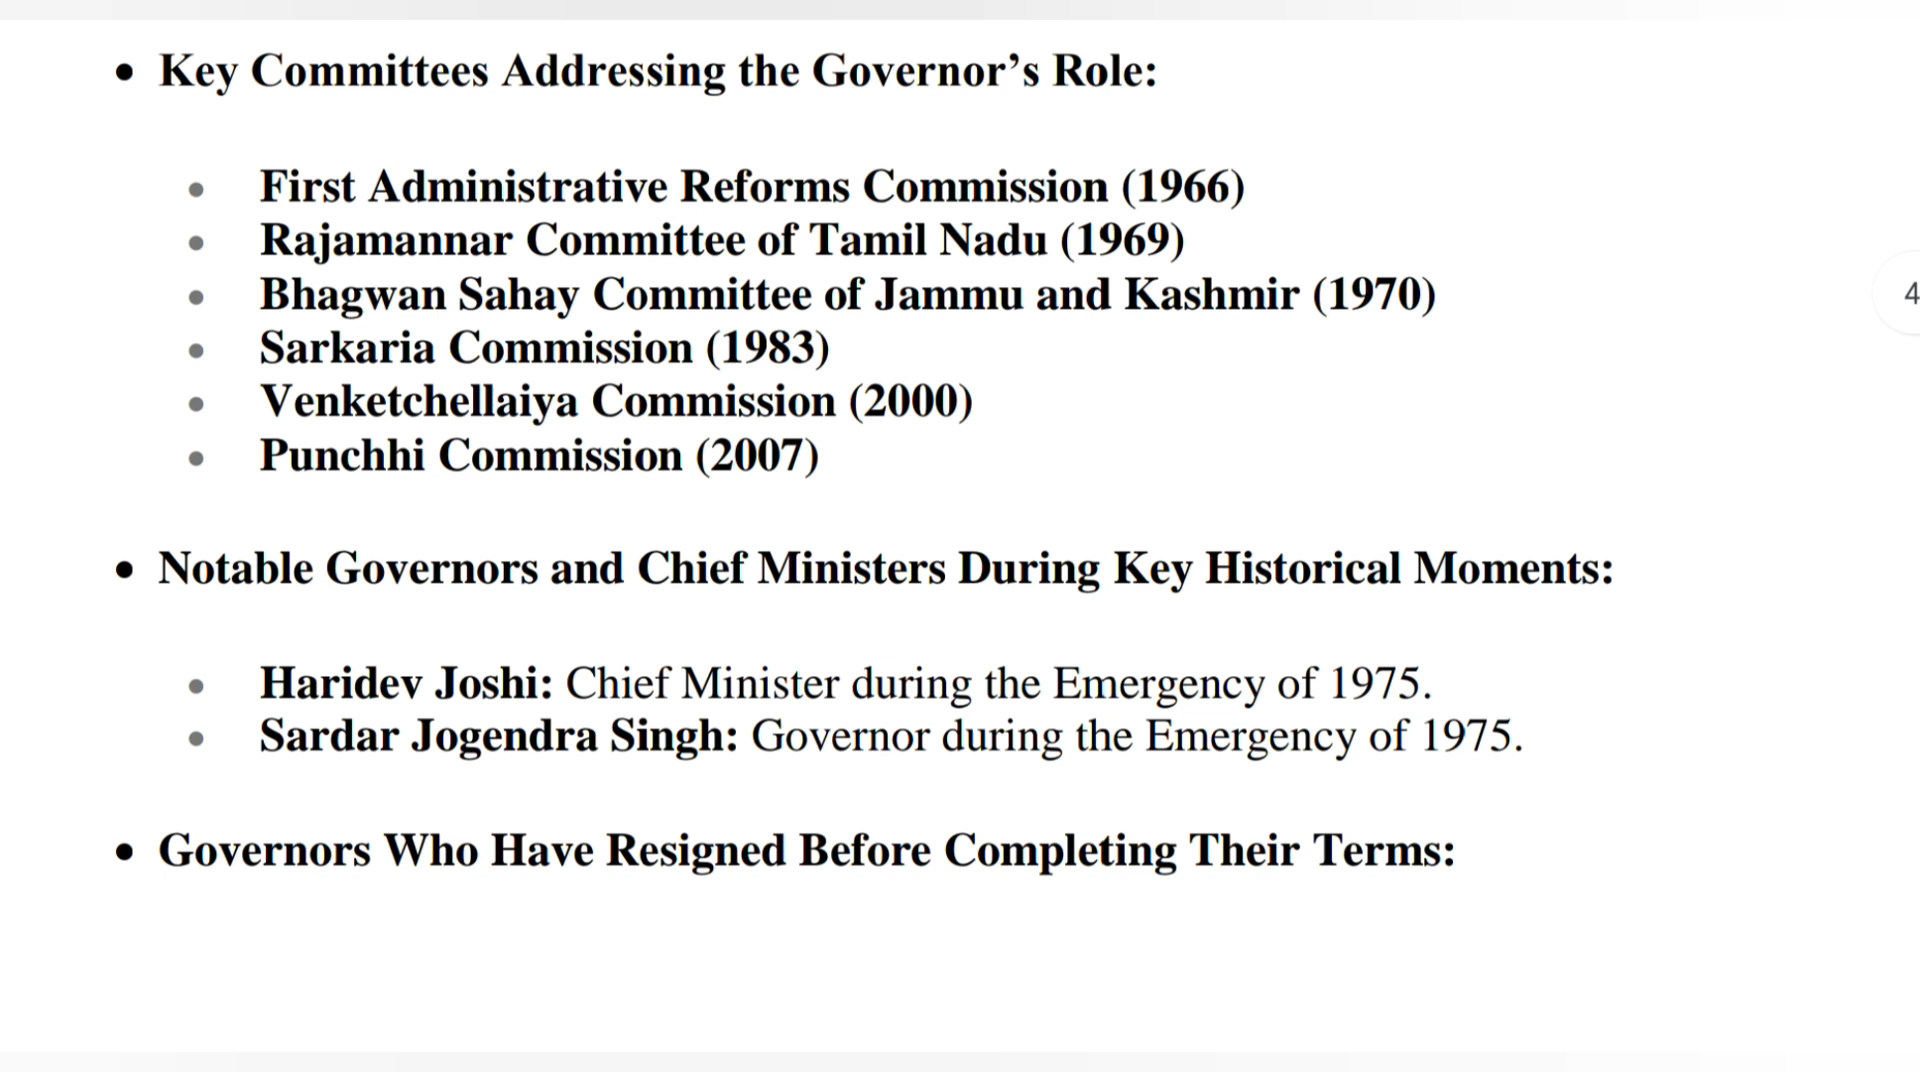 • Key Committees Addressing the Governor’s Role:
• First Administrative Reforms Commission (1966)
• Rajamannar Committee of Tamil Nadu (1969)
• Bhagwan Sahay Committee of Jammu and Kashmir (1970)
• Sarkaria Commission (1983)
• Venketchellaiya Commission (2000)
• Punchhi Commission (2007)
• Notable Governors and Chief Ministers During Key Historical Moments:
• Haridev Joshi: Chief Minister during the Emergency of 1975.
• Sardar Jogendra Singh: Governor during the Emergency of 1975.
• Governors Who Have Resigned Before Completing Their Terms:
4